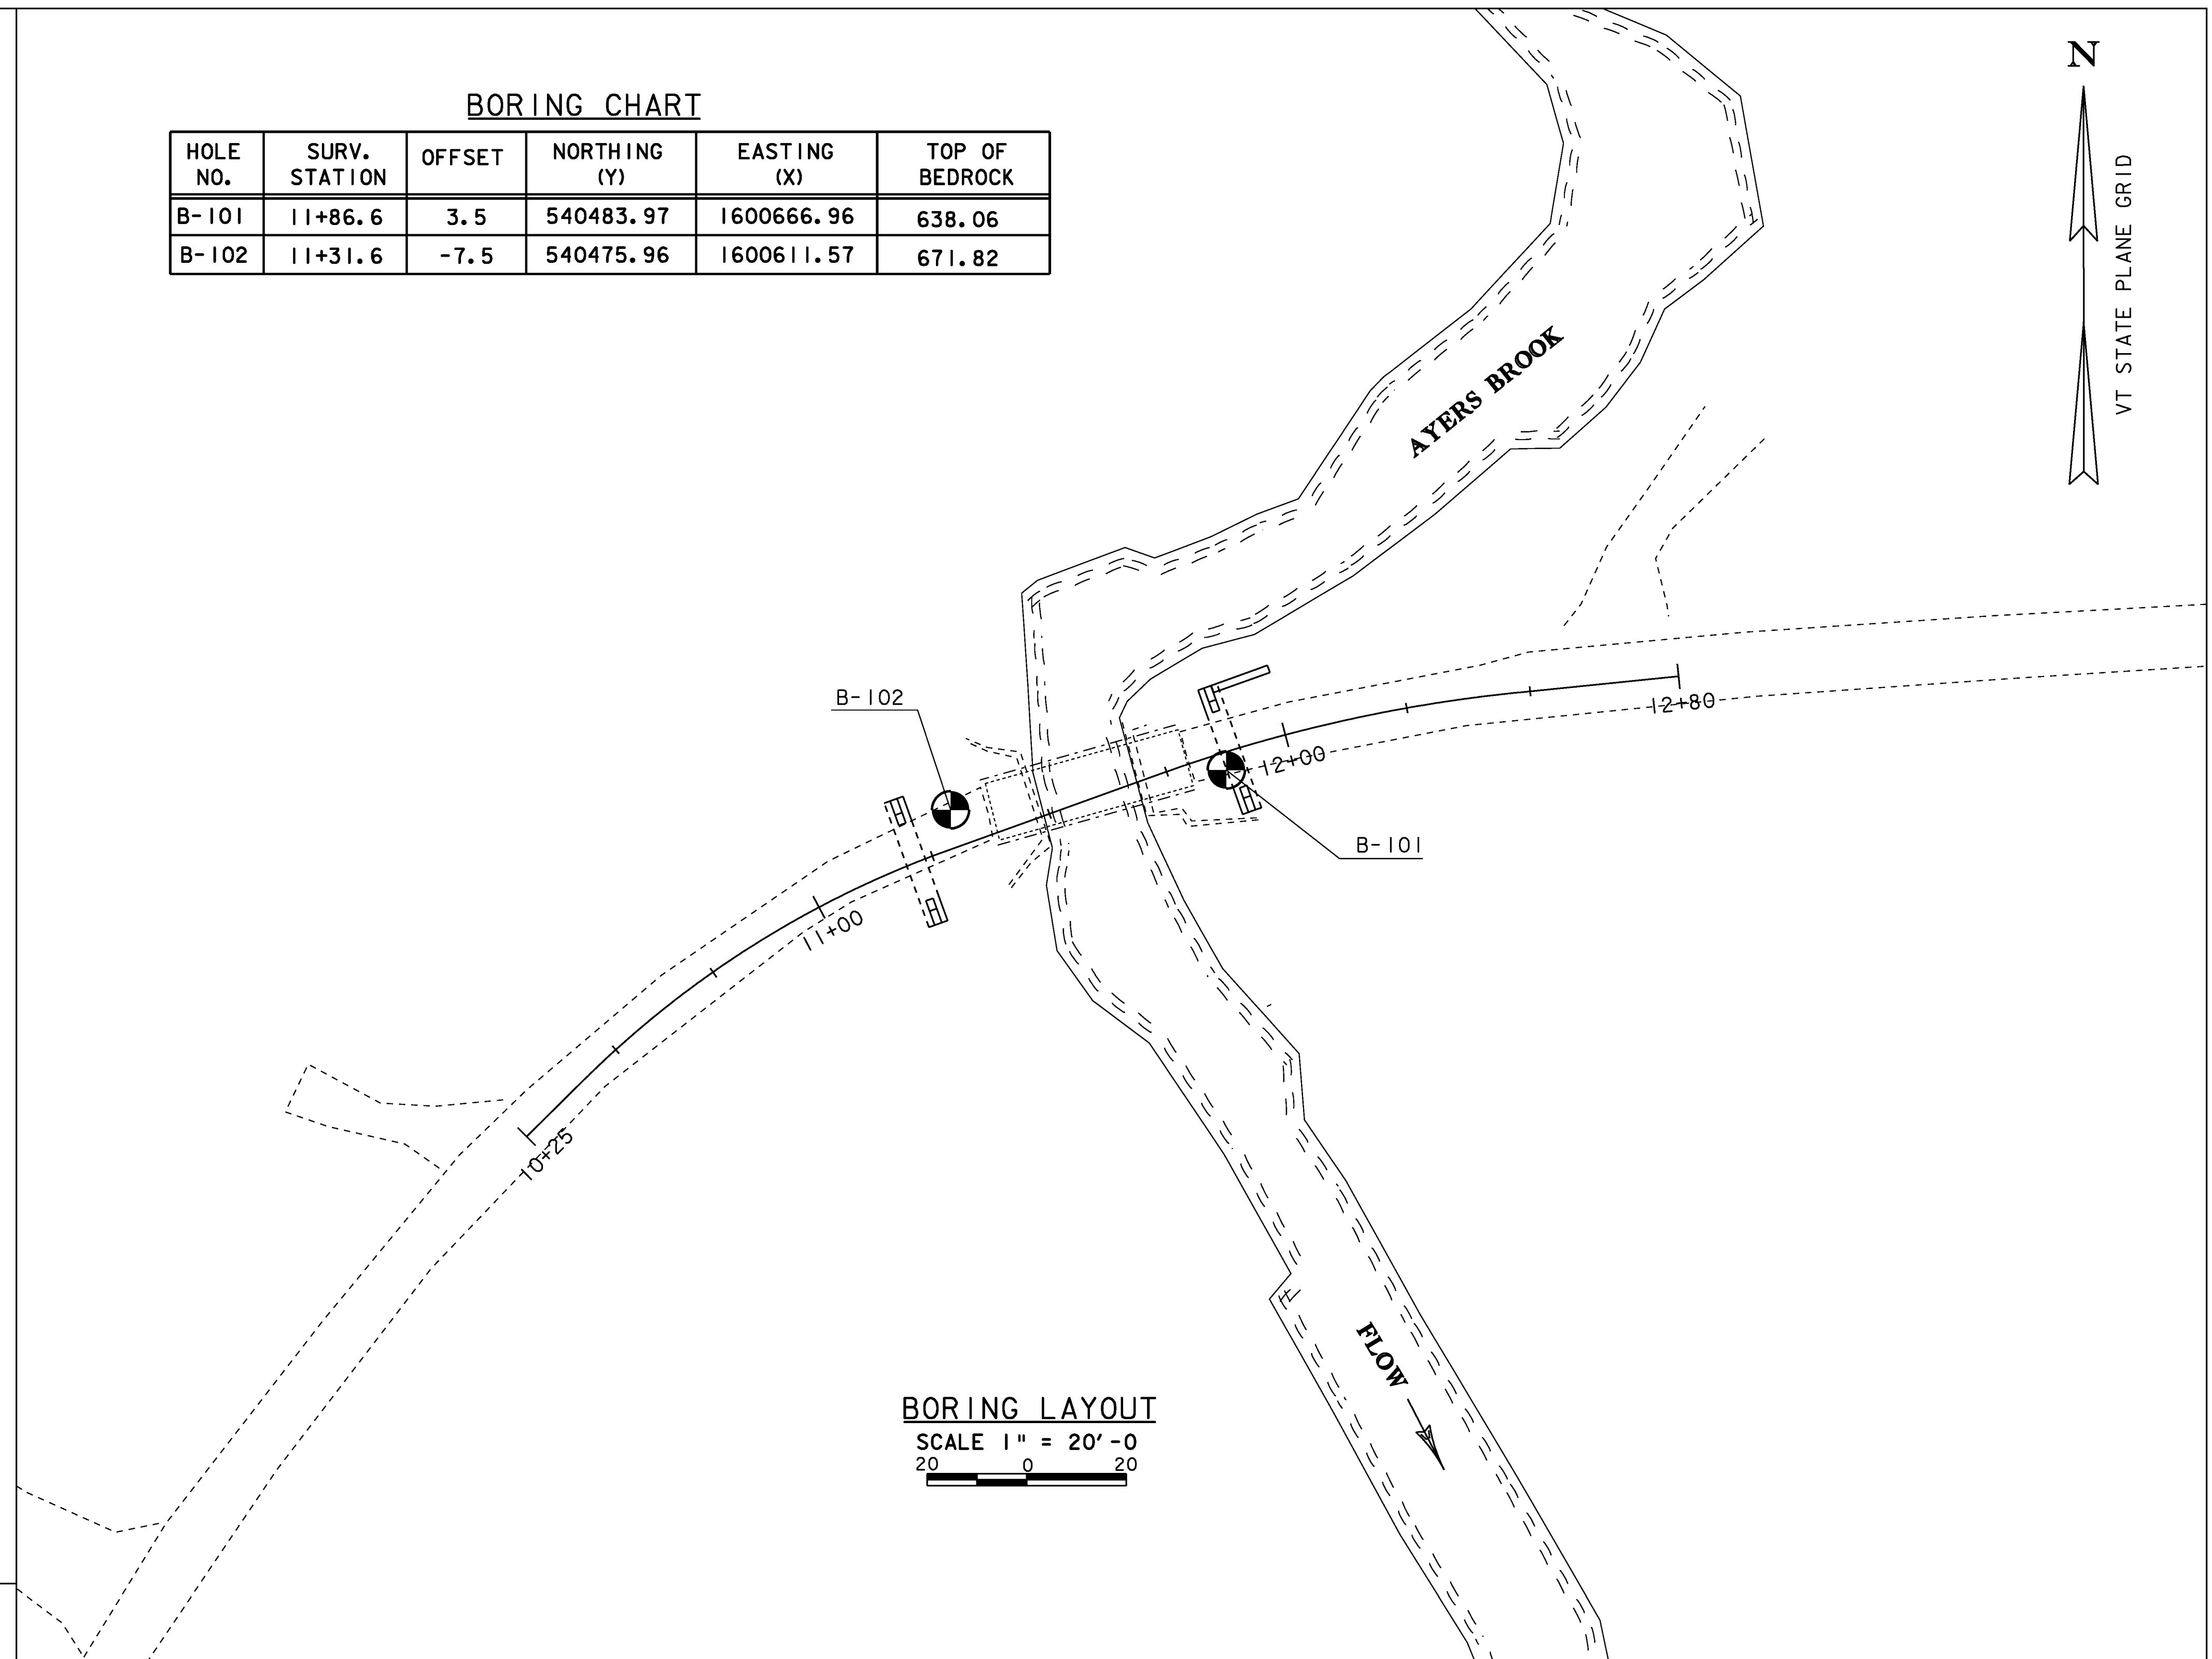 BORING CHART
HOLE NO. SURV. STATION OFFSET NORTHING (Y) EASTING (X) TOP OF BEDROCK
B-101 11+86.6 3.5 540483.97 1600666.96 638.06
B-102 11+31.6 -7.5 540475.96 1600611.57 671.82
N
VT STATE PLANE GRID
AYERS BROOK
B-102
12+80
12+00
B-101
11+00
10+25
FLOW
BORING LAYOUT
SCALE 1" = 20'-0
20 0 20